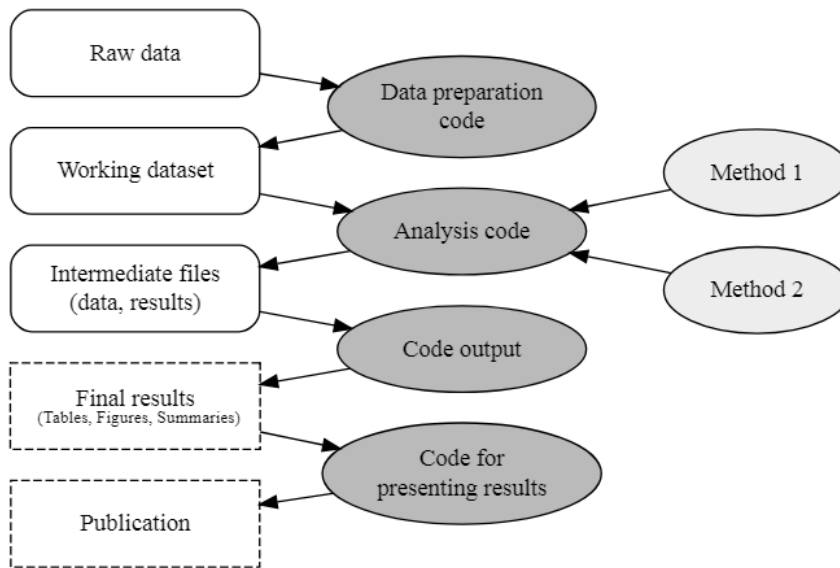 Raw data
Data preparation
code
Working dataset
Method 1
Analysis code
Intermediate files
(data, results)
Method 2
Code output
Final results
(Tables, Figures, Summaries)
Code for
presenting results
Publication